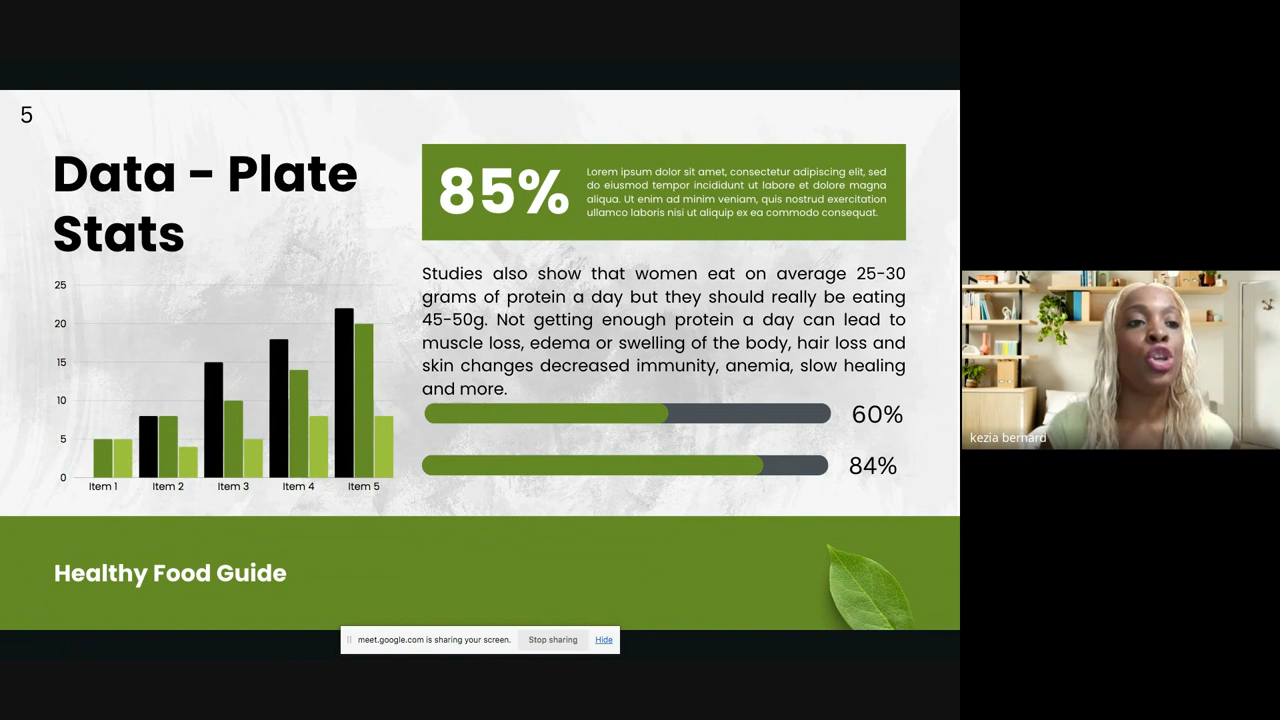 5
Data - Plate
Stats
85%
Lorem ipsum dolor sit amet, consectetur adipiscing elit, sed
do eiusmod tempor incididunt ut labore et dolore magna
aliqua. Ut enim ad minim veniam, quis nostrud exercitation
ullamco laboris nisi ut aliquip ex ea commodo consequat.
Studies also show that women eat on average 25-30
grams of protein a day but they should really be eating
45-50g. Not getting enough protein a day can lead to
muscle loss, edema or swelling of the body, hair loss and
skin changes decreased immunity, anemia, slow healing
and more.
60%
84%
25
20
15
10
5
0
Item 1 Item 2 Item 3 Item 4 Item 5
Healthy Food Guide
meet.google.com is sharing your screen. Stop sharing Hide
kezia bernard